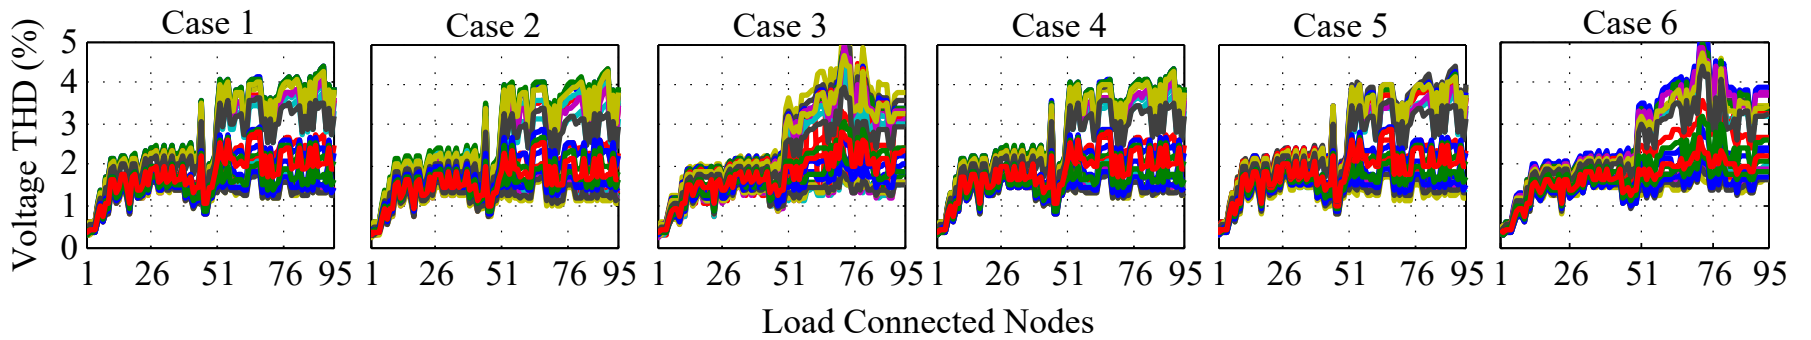 Case 1 Case 2 Case 3 Case 4 Case 5 Case 6
Voltage THD (%)
5
4
3
2
1
0
1 26 51 76 95 1 26 51 76 95 1 26 51 76 95 1 26 51 76 95 1 26 51 76 95 1 26 51 76 95
Load Connected Nodes